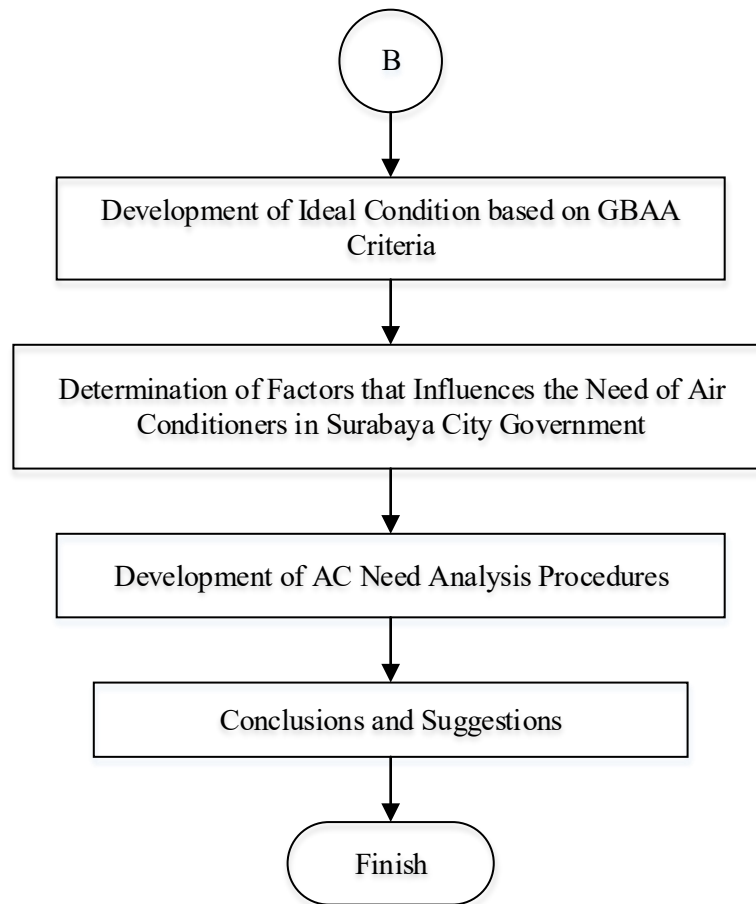 B
Development of Ideal Condition based on GBAA
Criteria
Determination of Factors that Influences the Need of Air
Conditioners in Surabaya City Government
Development of AC Need Analysis Procedures
Conclusions and Suggestions
Finish